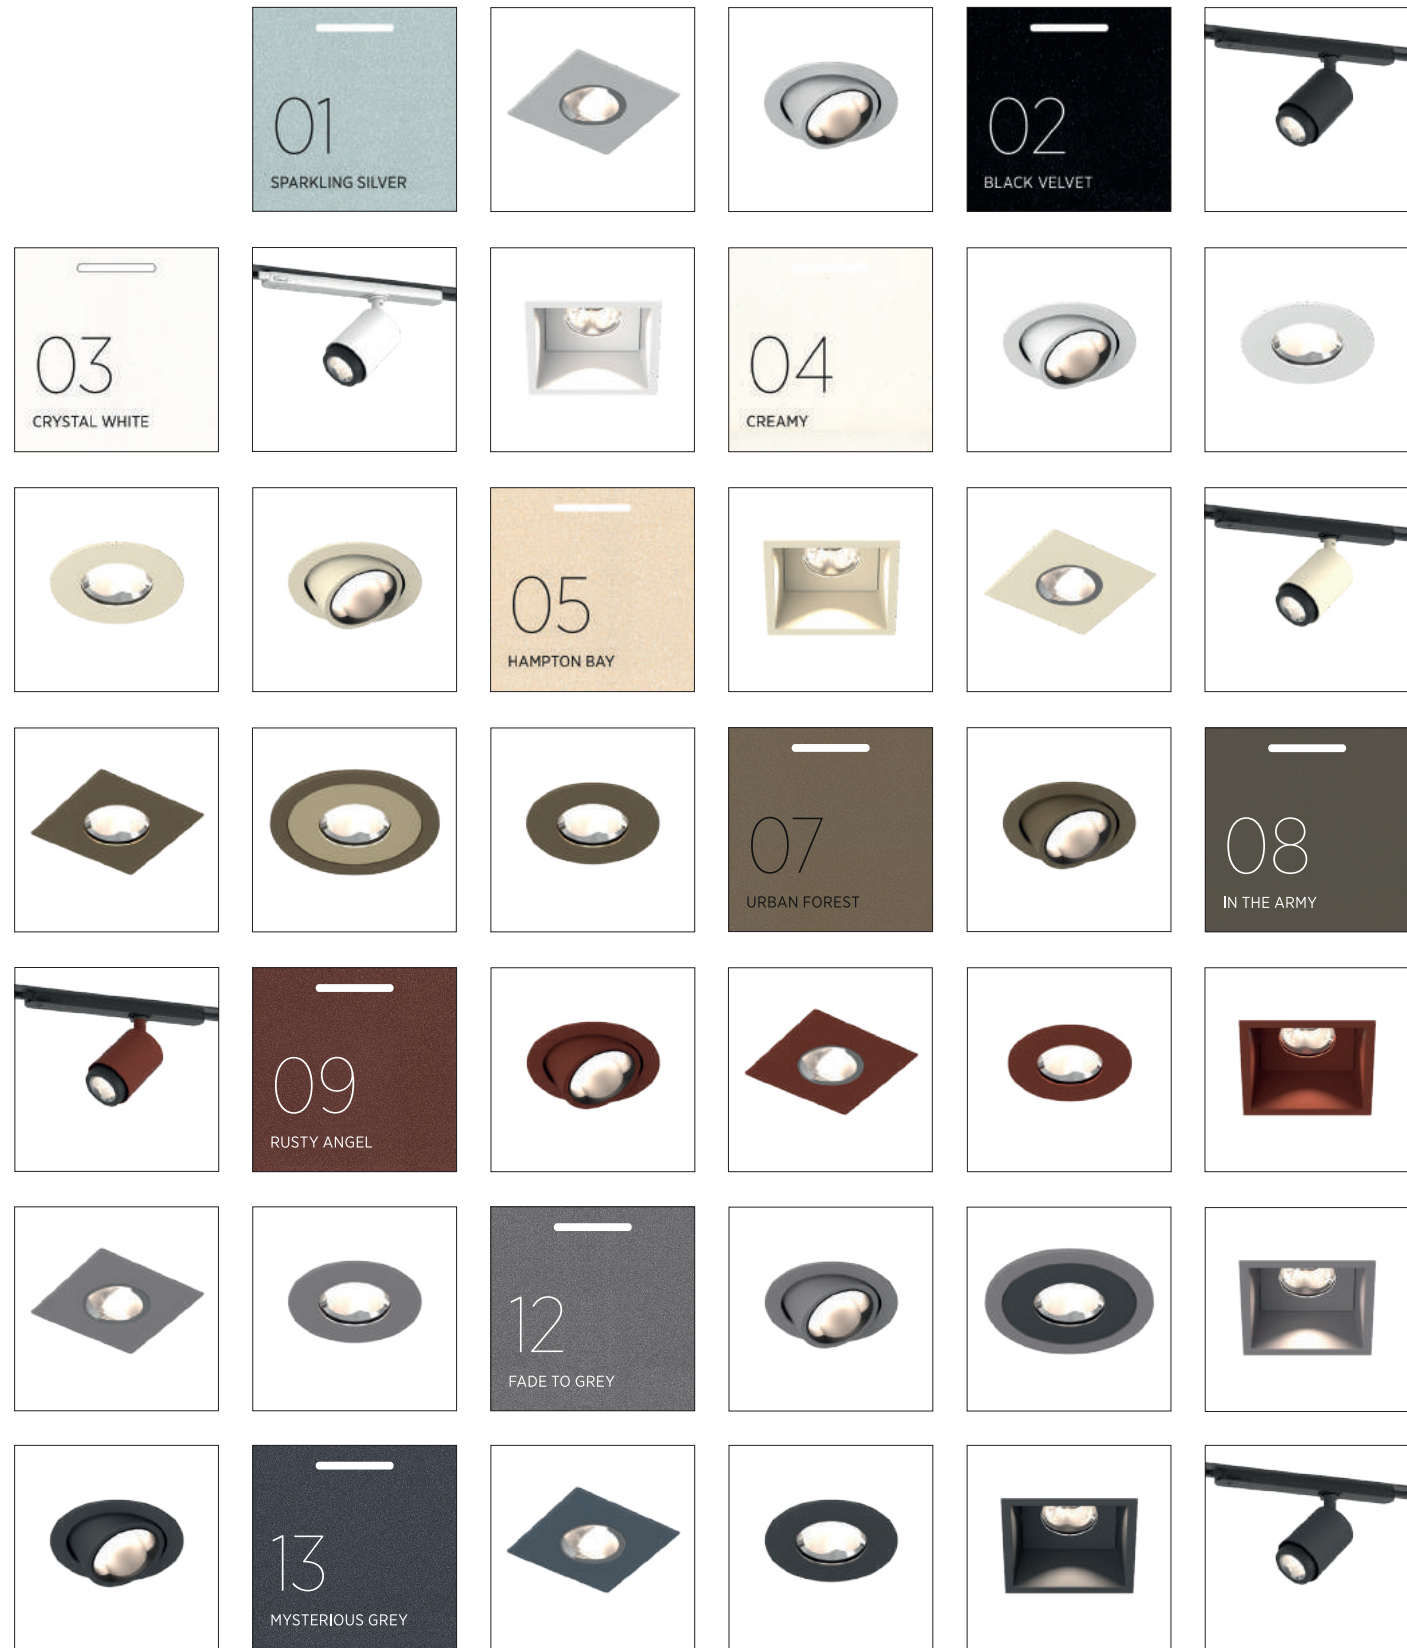 01
SPARKLING SILVER
02
BLACK VELVET
03
CRYSTAL WHITE
04
CREAMY
05
HAMPTON BAY
07
URBAN FOREST
08
IN THE ARMY
09
RUSTY ANGEL
12
FADE TO GREY
13
MYSTERIOUS GREY